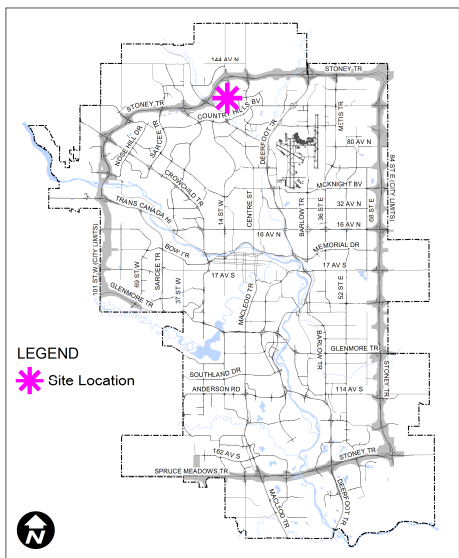 144 AV N
STONEY TR
STONEY TR
COUNTRY HILLS BV
NOSE HILL DR
SARCEE TR
DEERFOOT TR
METIS TR
80 AV N
84 ST E (CITY LIMITS)
CROWCHILD TR
MCKNIGHT BV
TRANS CANADA HI
14 ST W
CENTRE ST
BARLOW TR
36 ST E
32 AV N
68 ST E
16 AV N
16 AV N
101 ST W (CITY LIMITS)
BOW TR
MEMORIAL DR
69 ST W
SARCEE TR
37 ST W
17 AV S
17 AV S
52 ST E
GLENMORE TR
MACLEOD TR
BARLOW TR
GLENMORE TR
LEGEND
Site Location
SOUTHLAND DR
ANDERSON RD
114 AV S
STONEY TR
162 AV S
STONEY TR
SPRUCE MEADOWS TR
MACLEOD TR
DEERFOOT TR
N